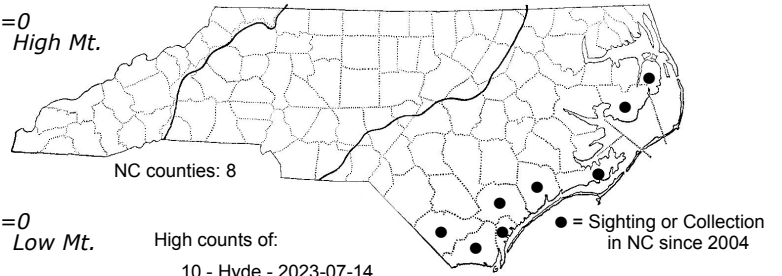 =0
High Mt.
NC counties: 8
=0
Low Mt.
High counts of:
● = Sighting or Collection
in NC since 2004
10 - Hyde - 2023-07-14